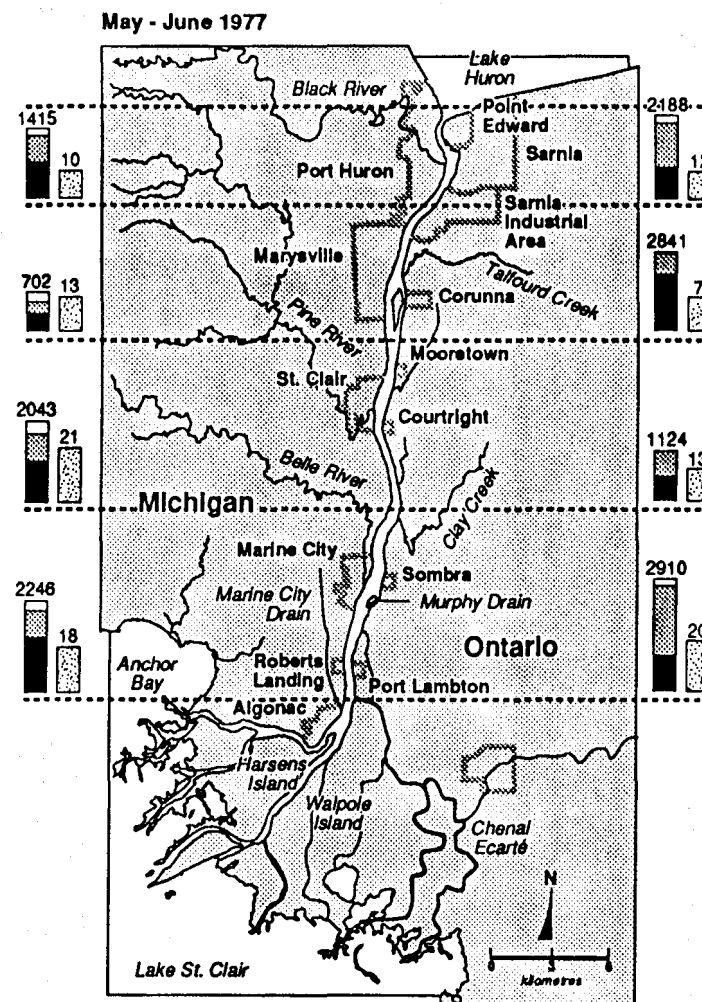 May - June 1977
Lake
Huron
Black River
1415
10
Point
Edward
2188
Port Huron
Sarnia
Sarnia
Industrial
Area
2841
Marysville
Talfourd Creek
702
13
Corunna
Pine River
Mooretown
St. Clair
Courtright
2043
21
Belle River
1124
Michigan
Clay Creek
Marine City
Sombra
Marine City
Drain
Murphy Drain
2246
18
2910
20
Ontario
Anchor
Bay
Roberts
Landing
Port Lambton
Algonac
Harsens
Island
Walpole
Island
Chenal
Ecarté
N
kilometres
Lake St. Clair